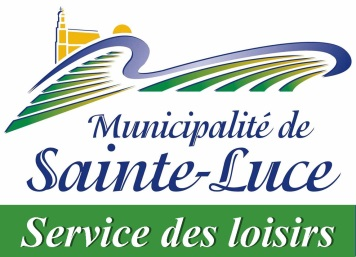 Municipalité de
Sainte-Luce
Service des loisirs